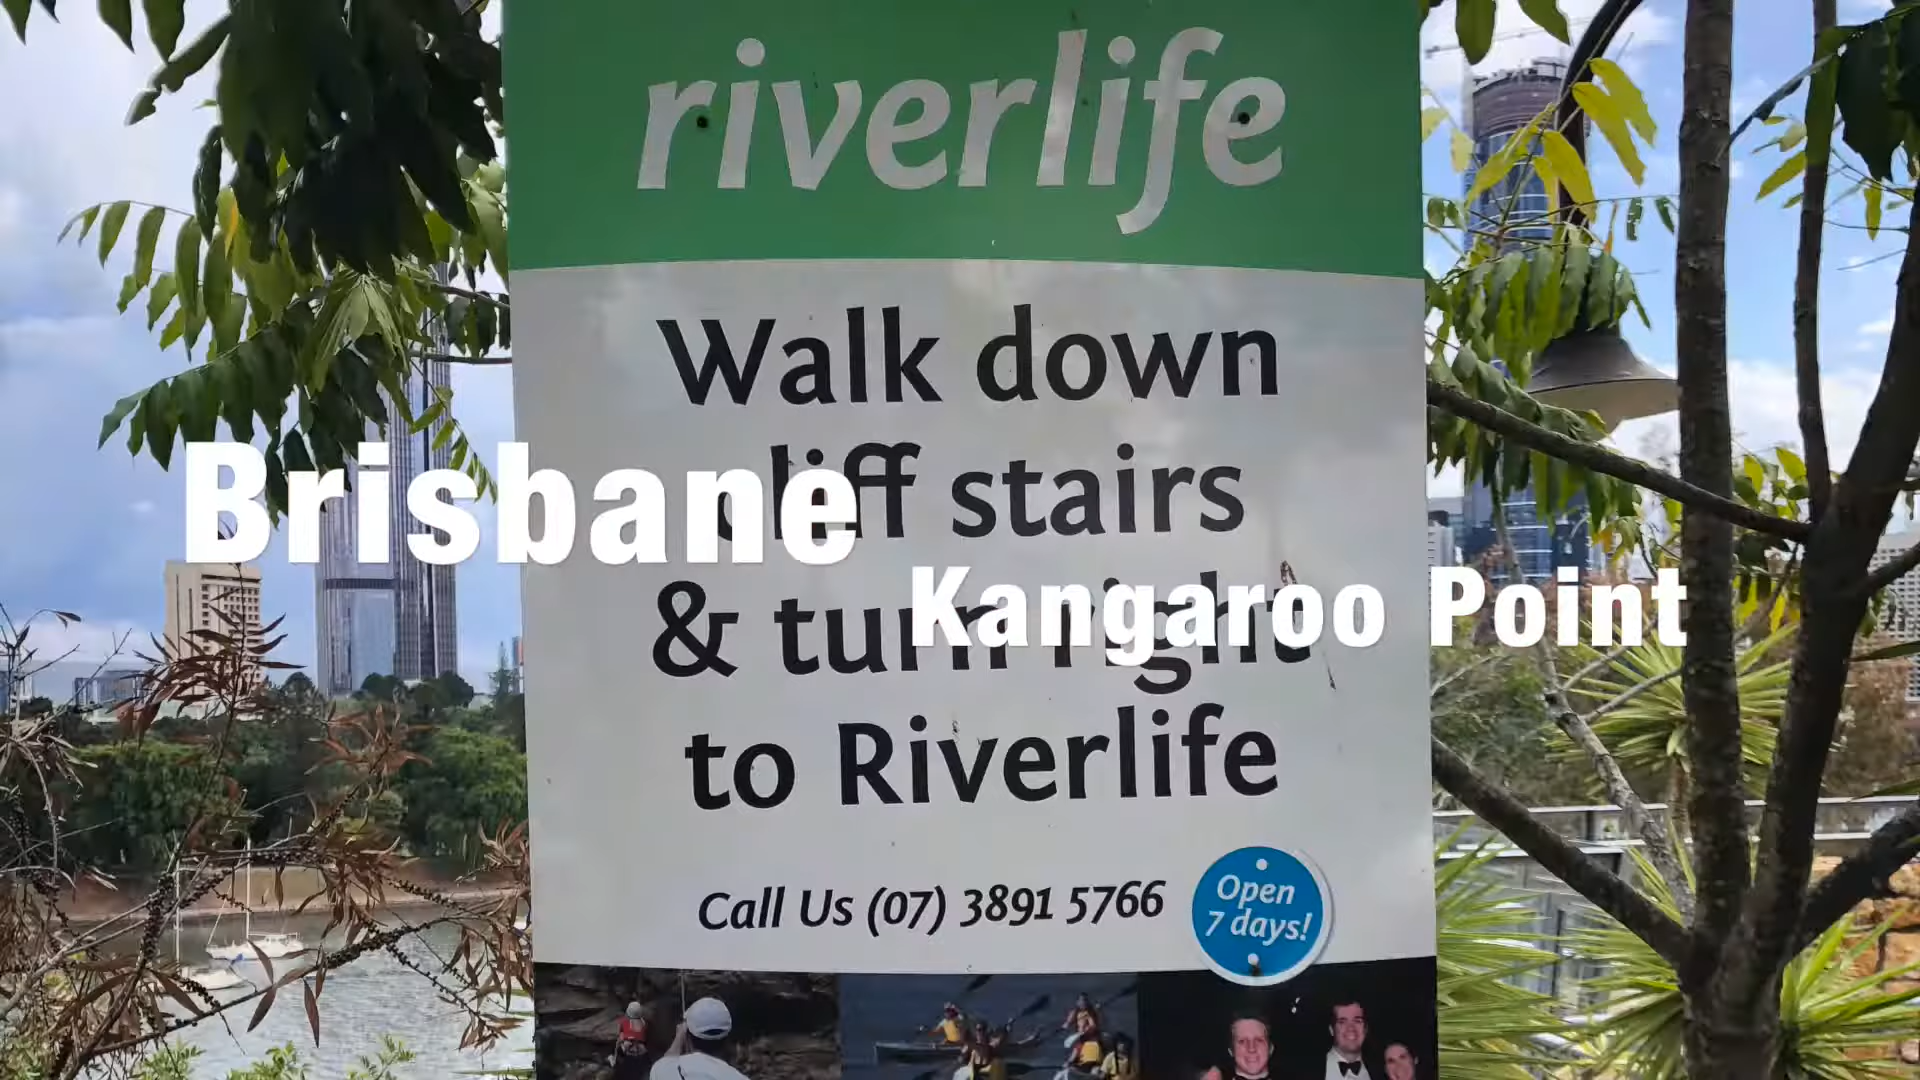 riverlife
Walk down
cliff stairs
& turn right
to Riverlife
Call Us (07) 3891 5766
Open
7 days!
Brisbane
Kangaroo Point